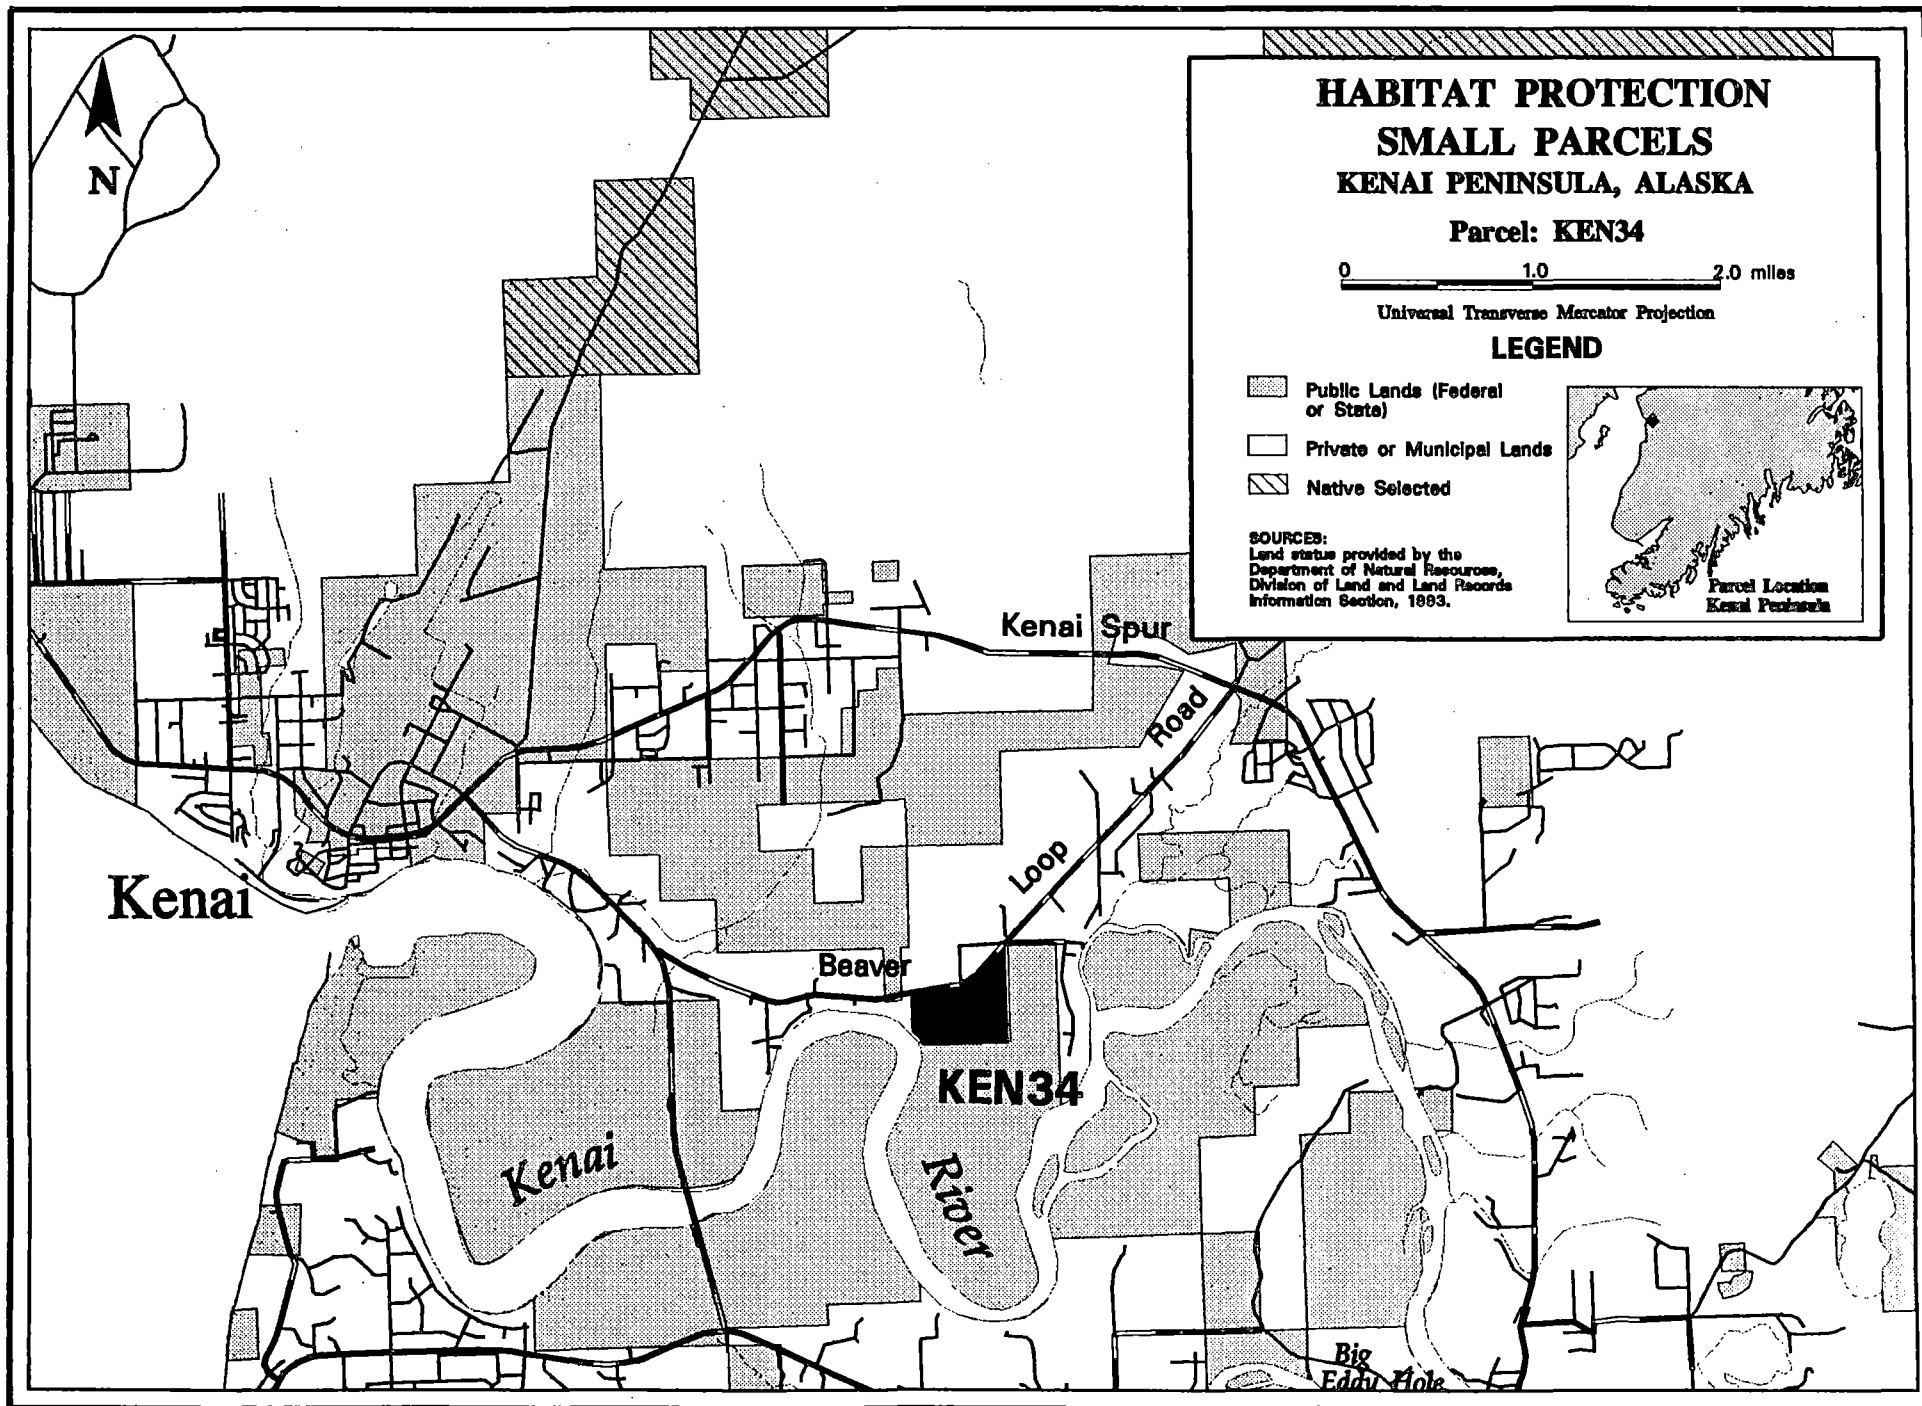 N
HABITAT PROTECTION
SMALL PARCELS
KENAI PENINSULA, ALASKA
Parcel: KEN34
0 1.0 2.0 miles
Universal Transverse Mercator Projection
LEGEND
Public Lands (Federal
or State)
Private or Municipal Lands
Native Selected
SOURCES:
Land status provided by the
Department of Natural Resources,
Division of Land and Land Records
Information Section, 1993.
Parcel Location
Kenai Peninsula
Kenai Spur
Road
Loop
Kenai
Beaver
KEN34
Kenai
River
Big
Eddy Hole